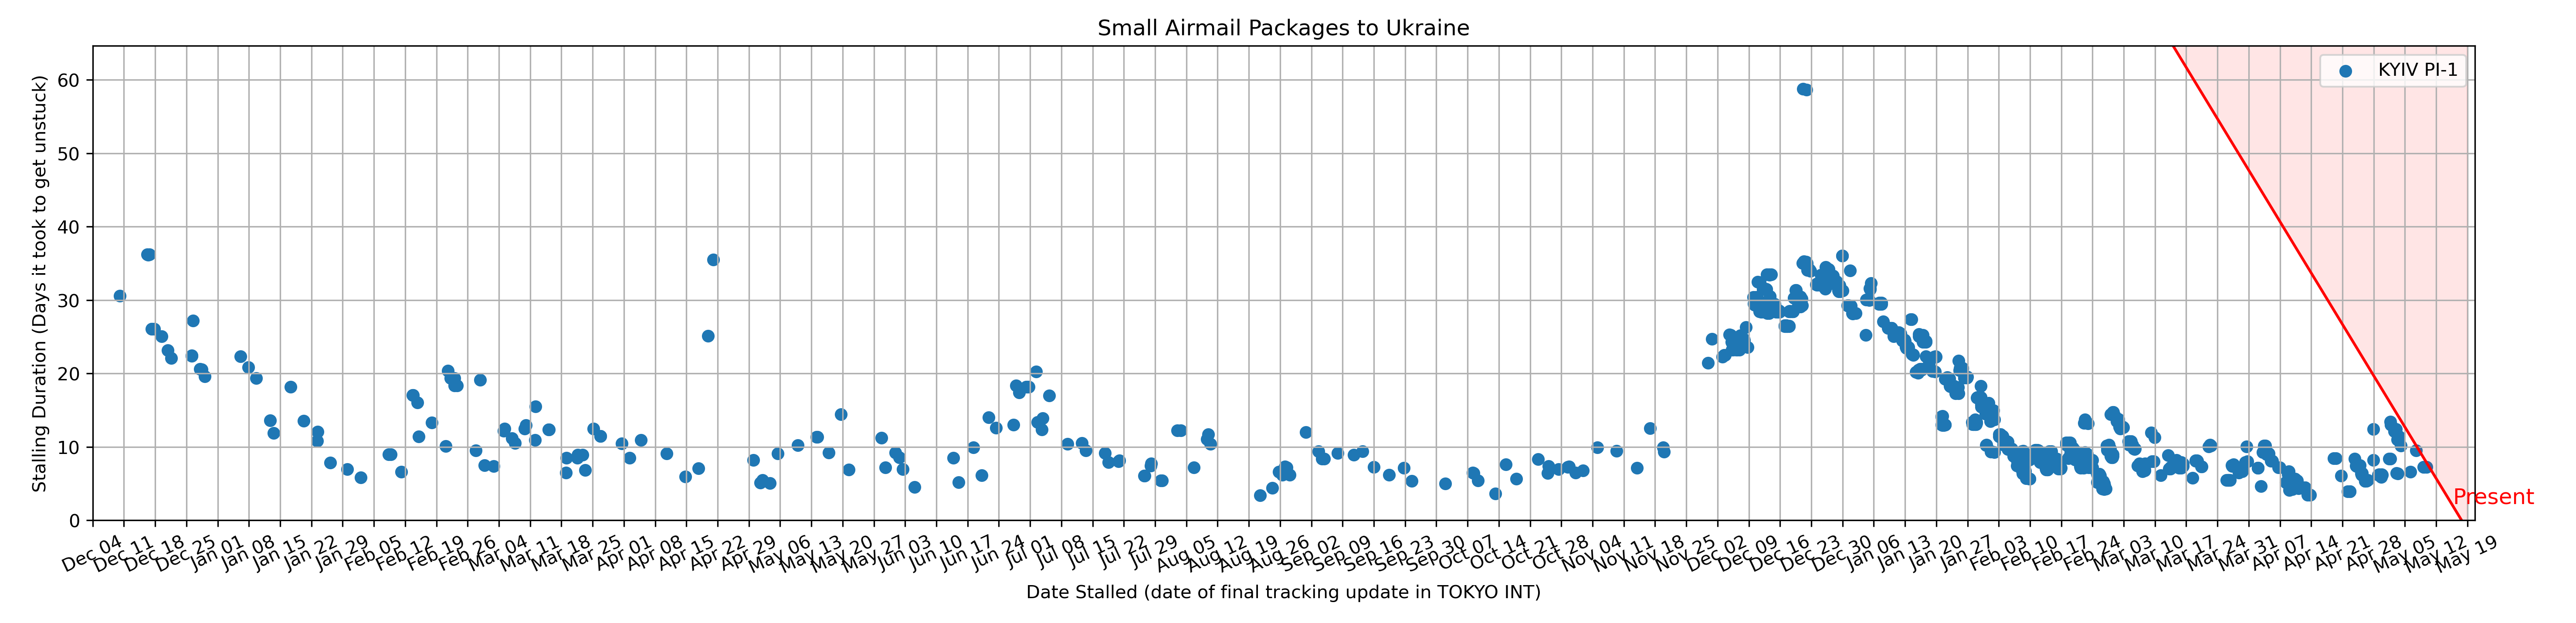 Small Airmail Packages to Ukraine
Stalling Duration (Days it took to get unstuck)
60
50
40
30
20
10
0
KYIV PI-1
Present
Dec 04
Dec 11
Dec 18
Dec 25
Jan 01
Jan 08
Jan 15
Jan 22
Jan 29
Feb 05
Feb 12
Feb 19
Feb 26
Mar 04
Mar 11
Mar 18
Mar 25
Apr 01
Apr 08
Apr 15
Apr 22
Apr 29
May 06
May 13
May 20
May 27
Jun 03
Jun 10
Jun 17
Jun 24
Jul 01
Jul 08
Jul 15
Jul 22
Jul 29
Aug 05
Aug 12
Aug 19
Aug 26
Sep 02
Sep 09
Sep 16
Sep 23
Sep 30
Oct 07
Oct 14
Oct 21
Oct 28
Nov 04
Nov 11
Nov 18
Nov 25
Dec 02
Dec 09
Dec 16
Dec 23
Dec 30
Jan 06
Jan 13
Jan 20
Jan 27
Feb 03
Feb 10
Feb 17
Feb 24
Mar 03
Mar 10
Mar 17
Mar 24
Mar 31
Apr 07
Apr 14
Apr 21
Apr 28
May 05
May 12
May 19
Date Stalled (date of final tracking update in TOKYO INT)